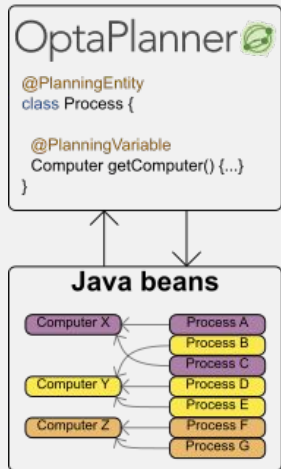 OptaPlanner
@PlanningEntity
class Process {
@PlanningVariable
Computer getComputer() {...}
}
Java beans
Computer X
Process A
Process B
Process C
Computer Y
Process D
Process E
Computer Z
Process F
Process G